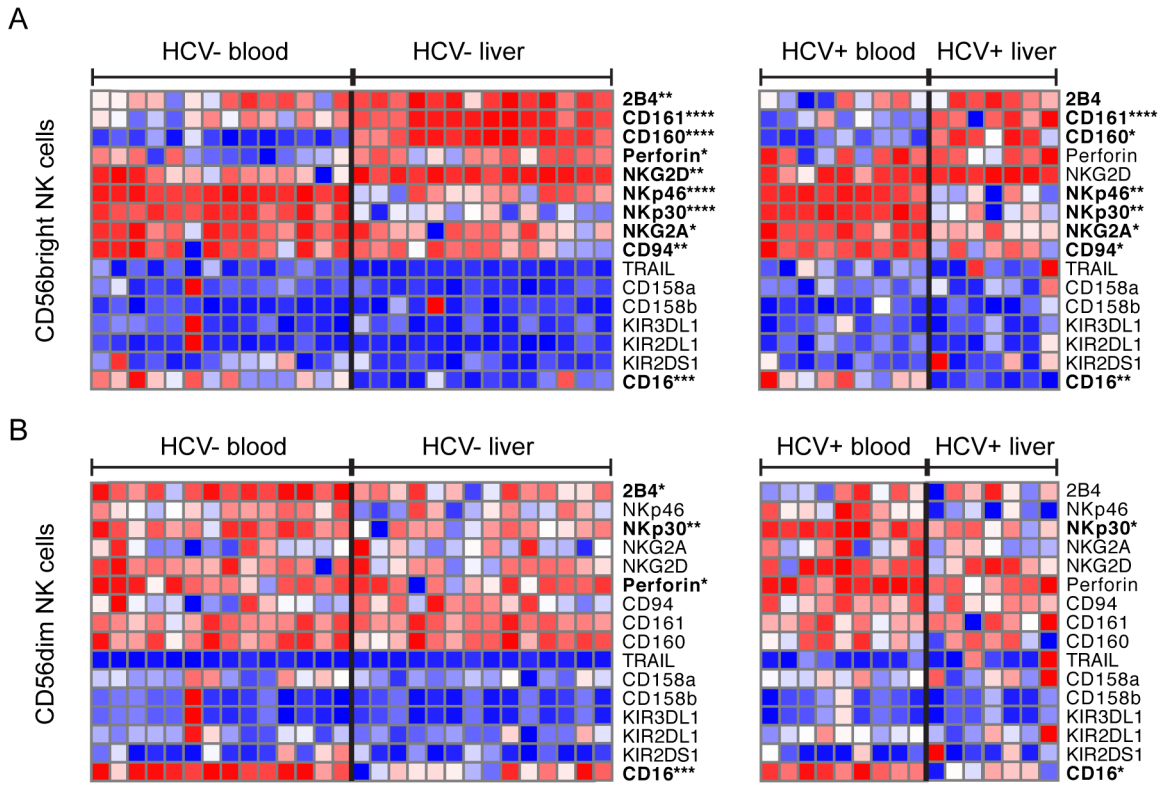 A
HCV- blood
HCV- liver
HCV+ blood
HCV+ liver
CD56bright NK cells
2B4**
CD161****
CD160****
Perforin*
NKG2D**
NKp46****
NKp30****
NKG2A*
CD94**
TRAIL
CD158a
CD158b
KIR3DL1
KIR2DL1
KIR2DS1
CD16***
2B4
CD161****
CD160*
Perforin
NKG2D
NKp46**
NKp30**
NKG2A*
CD94*
TRAIL
CD158a
CD158b
KIR3DL1
KIR2DL1
KIR2DS1
CD16**
B
HCV- blood
HCV- liver
HCV+ blood
HCV+ liver
CD56dim NK cells
2B4*
NKp46
NKp30**
NKG2A
NKG2D
Perforin*
CD94
CD161
CD160
TRAIL
CD158a
CD158b
KIR3DL1
KIR2DL1
KIR2DS1
CD16***
2B4
NKp46
NKp30*
NKG2A
NKG2D
Perforin
CD94
CD161
CD160
TRAIL
CD158a
CD158b
KIR3DL1
KIR2DL1
KIR2DS1
CD16*